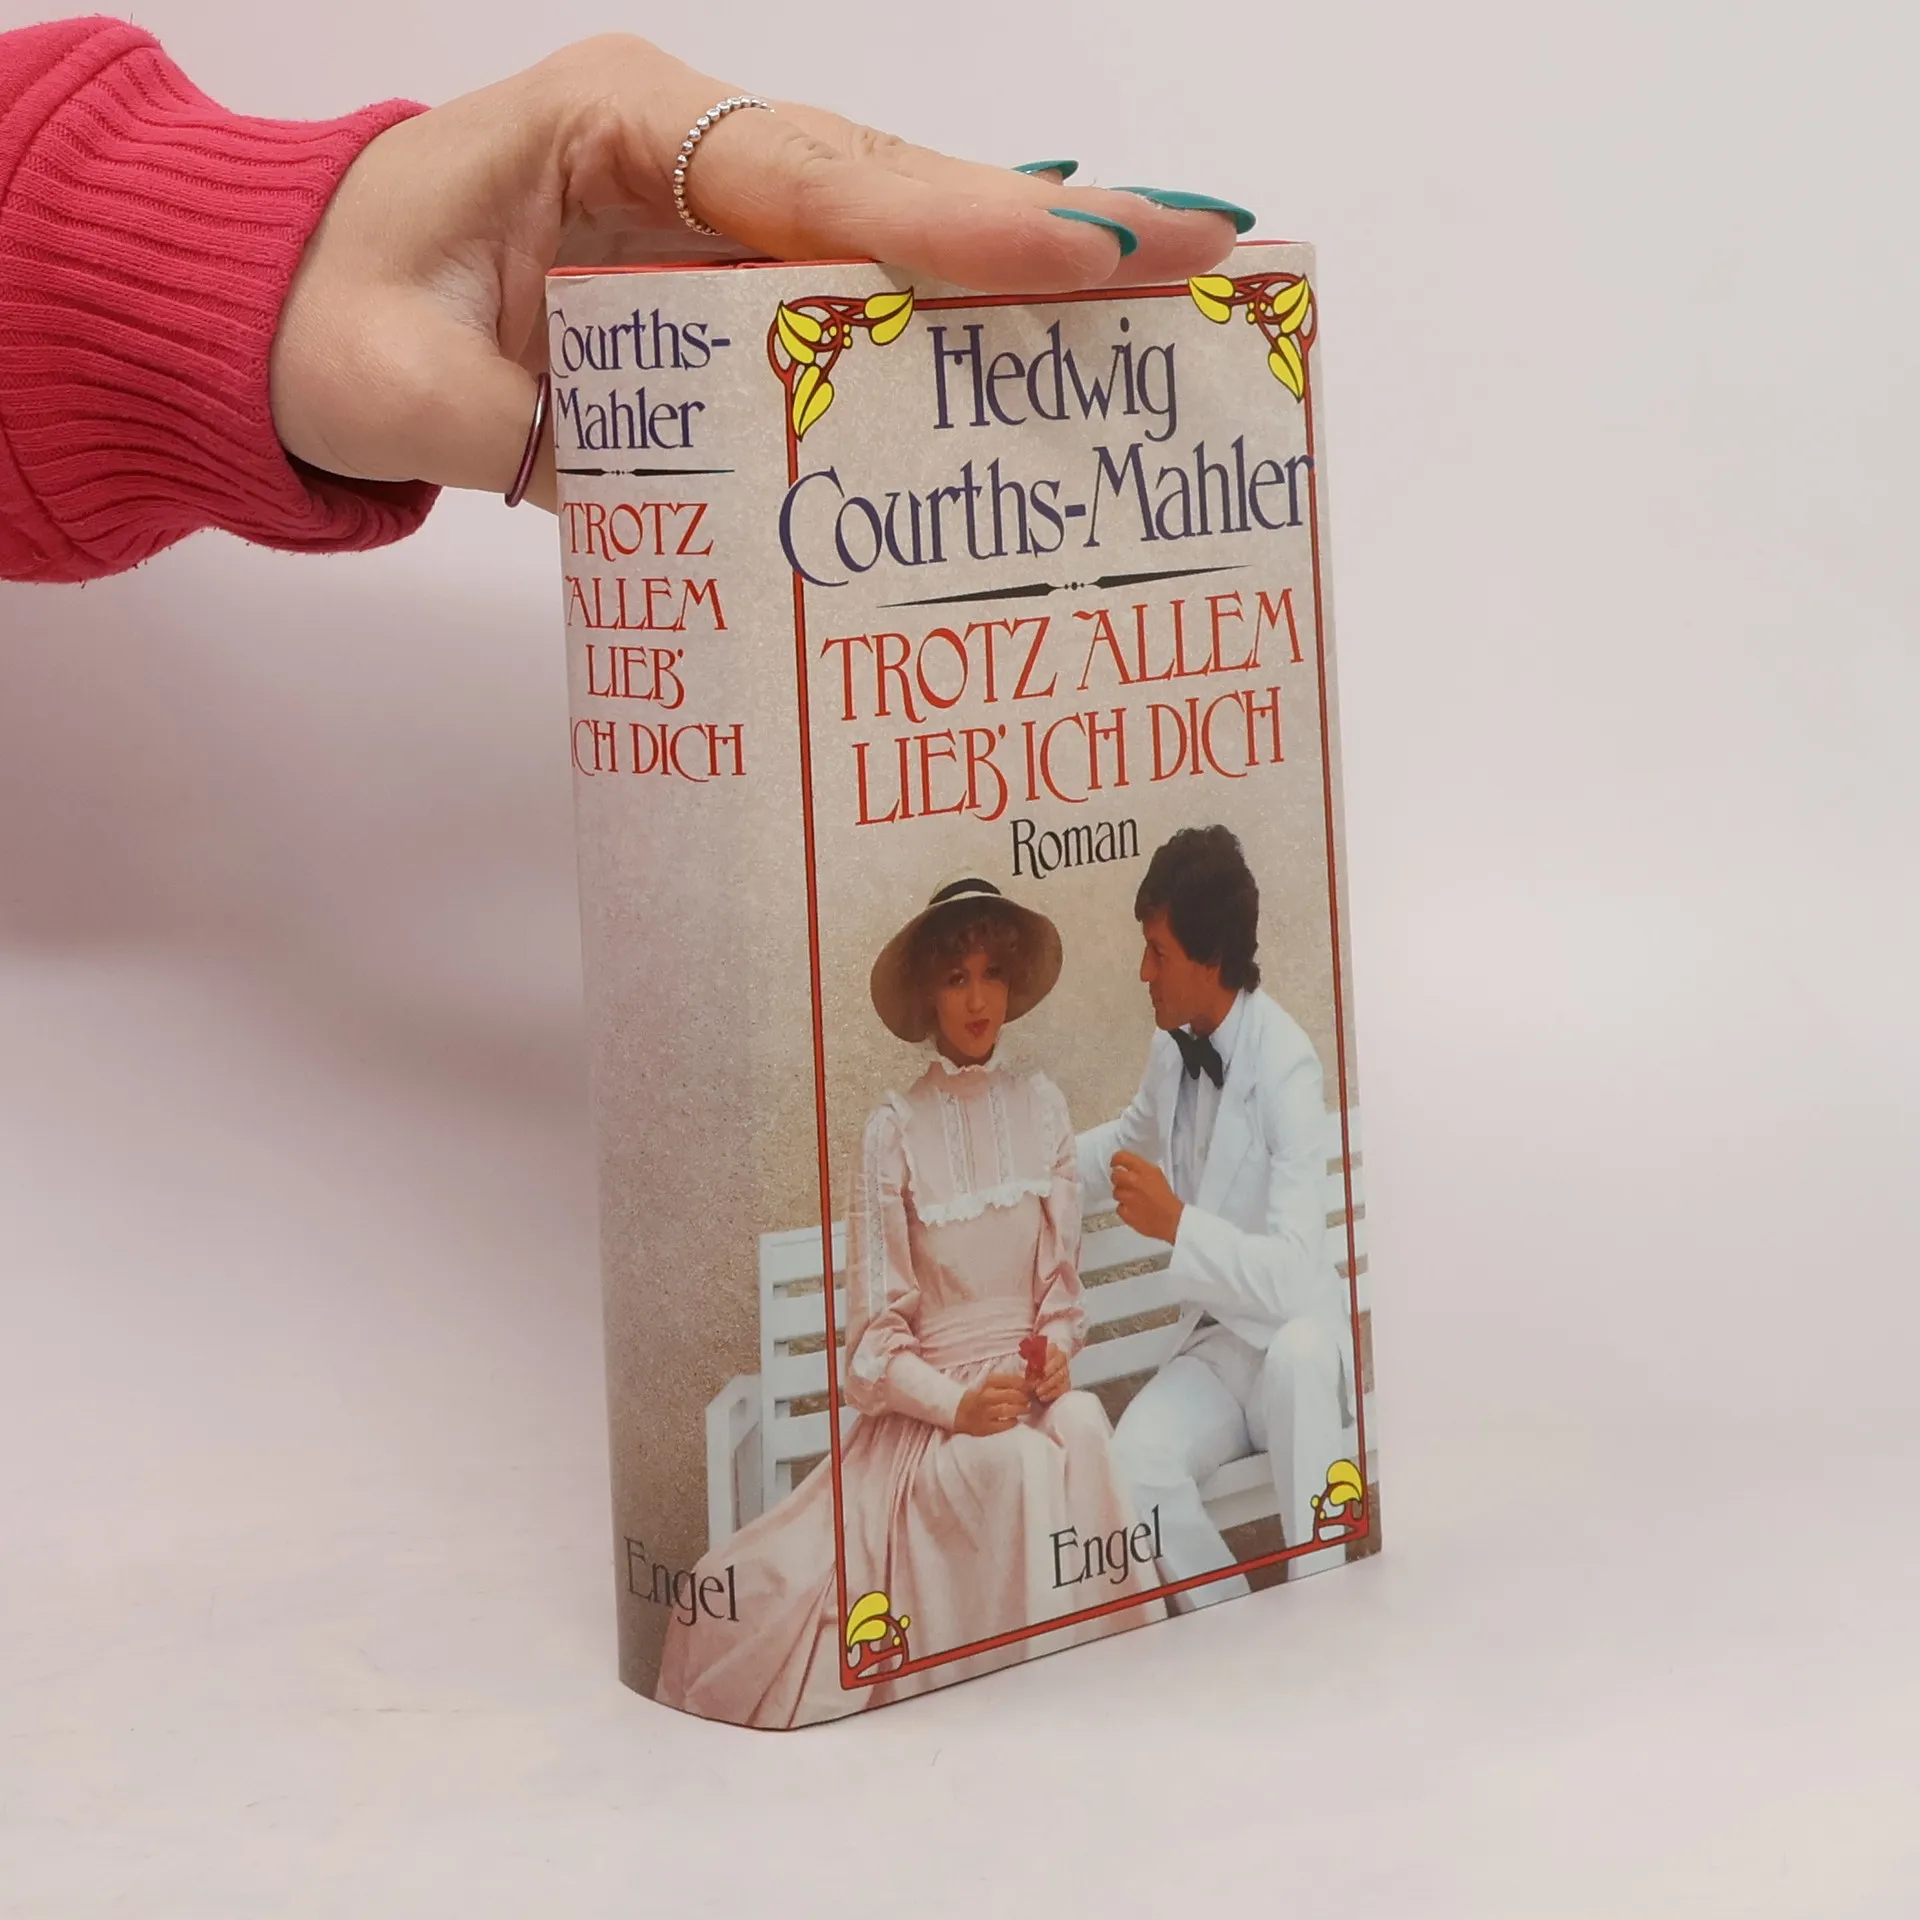 Courths-
Mahler
TROTZ
ALLEM
LIEB'
ICH DICH
Engel
Hedwig
Courths-Mahler
TROTZ ALLEM
LIEB' ICH DICH
Roman
Engel